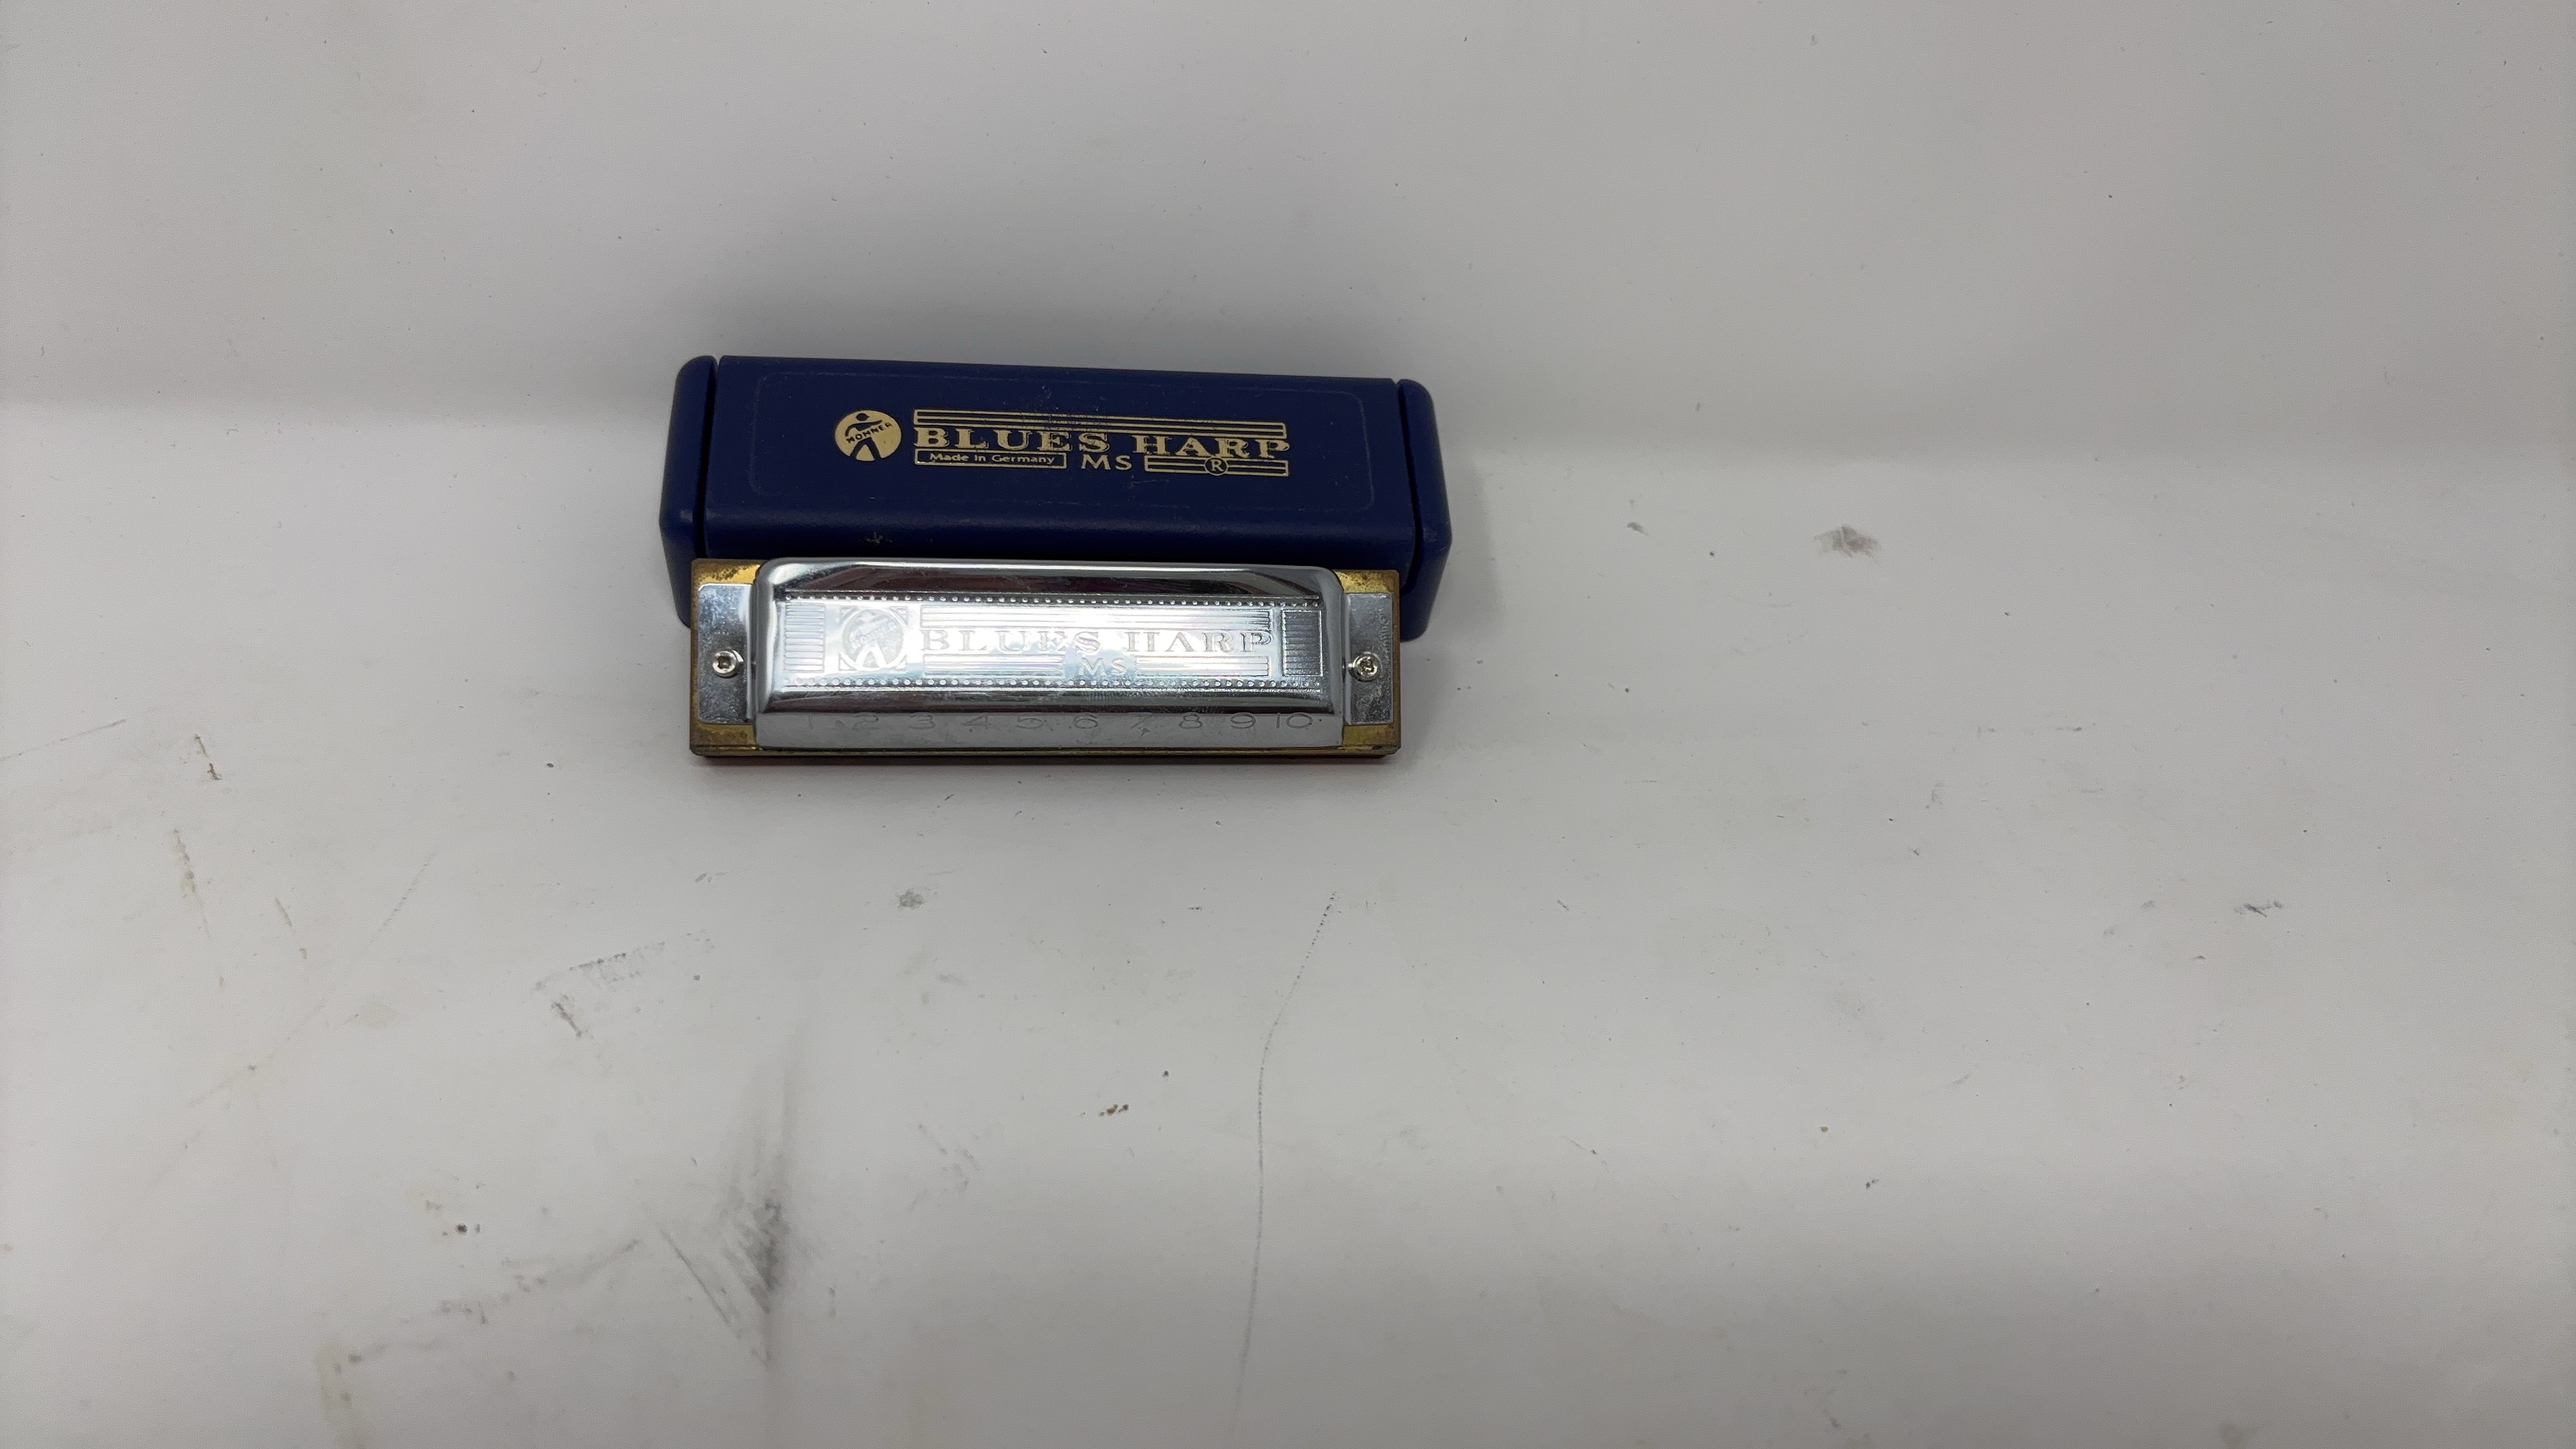 HOHNER
BLUES HARP
Made in Germany MS ®
BLUES HARP
MS
1 2 3 4 5 6 7 8 9 10